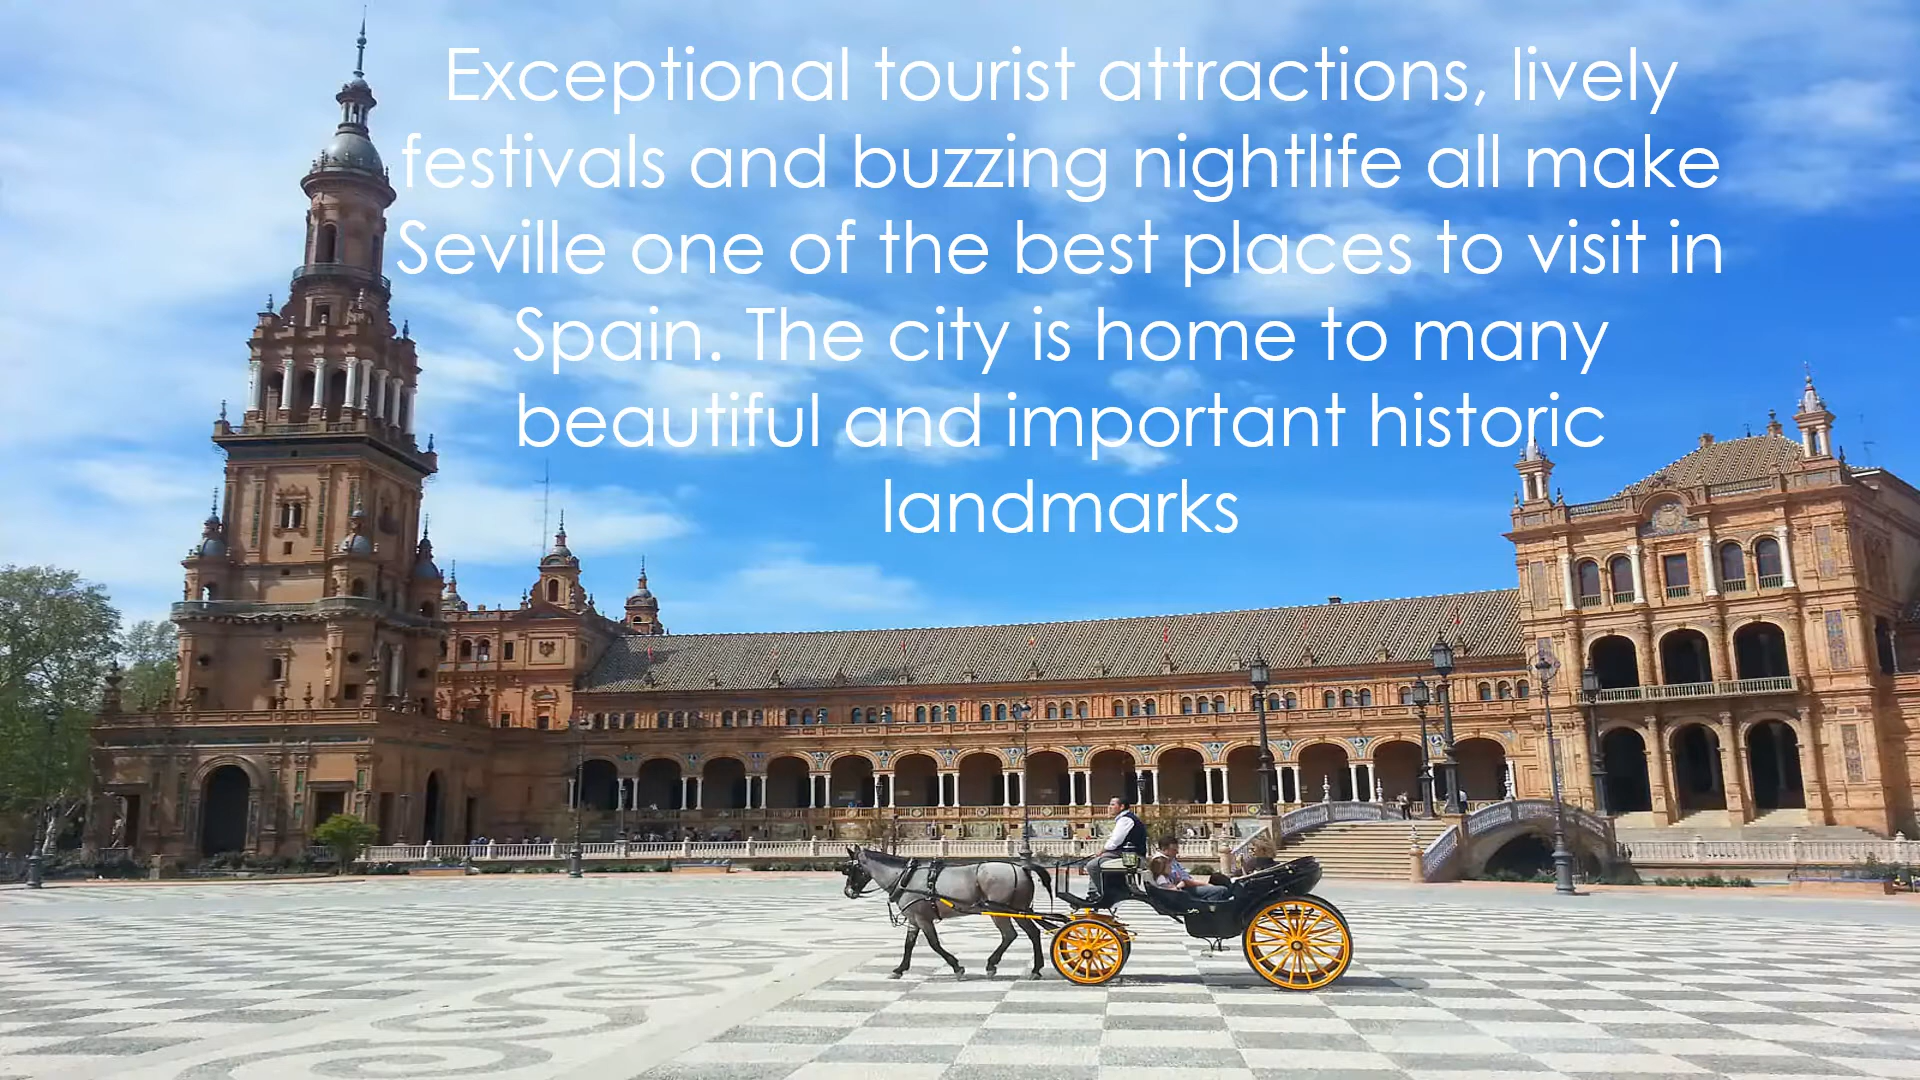 Exceptional tourist attractions, lively
festivals and buzzing nightlife all make
Seville one of the best places to visit in
Spain. The city is home to many
beautiful and important historic
landmarks